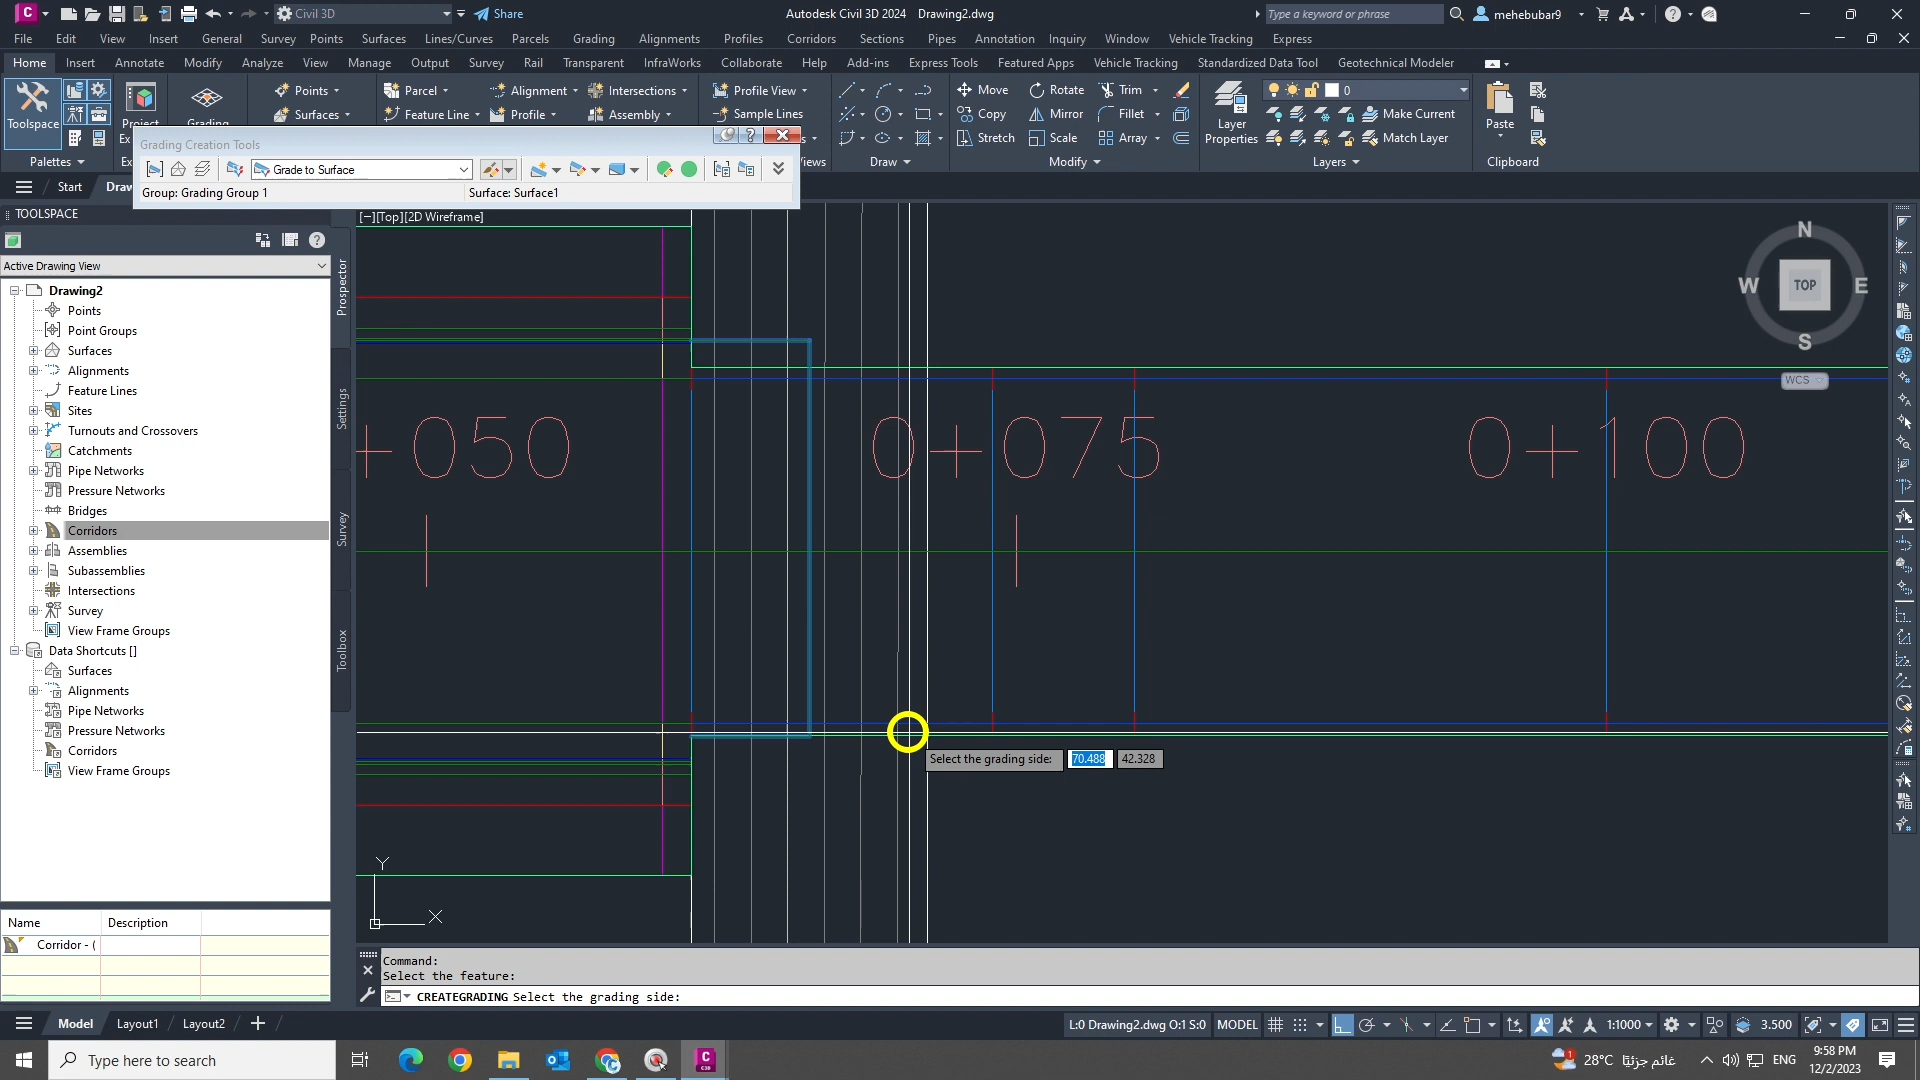 Civil 3D
Share
Autodesk Civil 3D 2024 Drawing2.dwg
Type a keyword or phrase
mehebubar9
File Edit View Insert General Survey Points Surfaces Lines/Curves Parcels Grading Alignments Profiles Corridors Sections Pipes Annotation Inquiry Window Vehicle Tracking Express
Home Insert Annotate Modify Analyze View Manage Output Survey Rail Transparent InfraWorks Collaborate Help Add-ins Express Tools Featured Apps Vehicle Tracking Standardized Data Tool Geotechnical Modeler
Points Parcel Alignment Intersections Profile View Move Rotate Trim 0
Toolspace Project Grading Surfaces Feature Line Profile Assembly Sample Lines Copy Mirror Fillet Layer Properties Make Current Paste
Stretch Scale Array Match Layer
Palettes Draw Modify Layers Clipboard
Grading Creation Tools
Grade to Surface
Group: Grading Group 1 Surface: Surface1
Start
[−][Top][2D Wireframe]
TOOLSPACE
Active Drawing View
Prospector
Settings
Survey
Toolbox
Drawing2
Points
Point Groups
Surfaces
Alignments
Feature Lines
Sites
Turnouts and Crossovers
Catchments
Pipe Networks
Pressure Networks
Bridges
Corridors
Assemblies
Subassemblies
Intersections
Survey
View Frame Groups
Data Shortcuts []
Surfaces
Alignments
Pipe Networks
Pressure Networks
Corridors
View Frame Groups
Name Description
Corridor - (
N
W TOP E
S
WCS
+050 0+075 0+100
Select the grading side: 70.488 42.328
Y
X
Command:
Select the feature:
CREATEGRADING Select the grading side:
Model Layout1 Layout2 +
L:0 Drawing2.dwg O:1 S:0 MODEL 1:1000 3.500
Type here to search
28°C غائم جزئيًا ENG
9:58 PM
12/2/2023